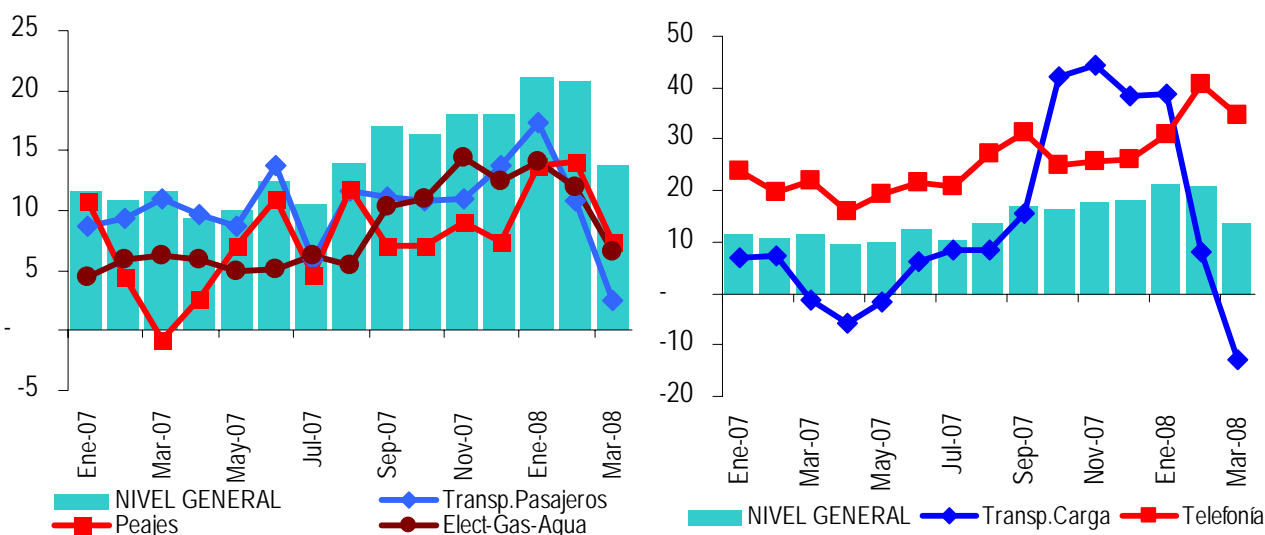 25
20
15
10
5
-
-5
Ene-07
Mar-07
May-07
Jul-07
Sep-07
Nov-07
Ene-08
Mar-08
NIVEL GENERAL
Transp.Pasajeros
Peajes
Elect-Gas-Agua
50
40
30
20
10
-
-10
-20
Ene-07
Mar-07
May-07
Jul-07
Sep-07
Nov-07
Ene-08
Mar-08
NIVEL GENERAL
Transp.Carga
Telefonía